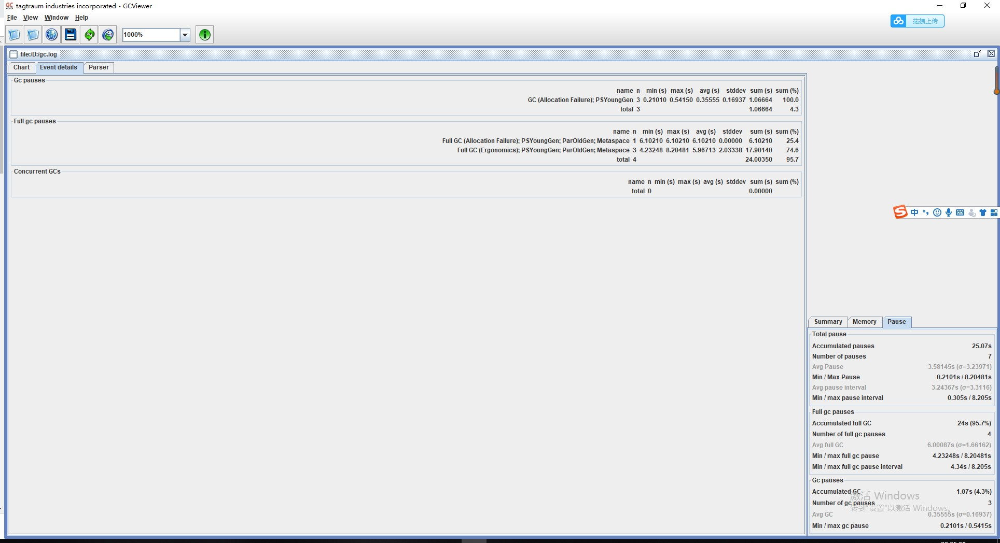 GC VIEWER tagtraum industries incorporated - GCViewer
File View Window Help
拖拽上传
1000%
file:/D:/gc.log
Chart Event details Parser
Gc pauses
name n min (s) max (s) avg (s) stddev sum (s) sum (%)
GC (Allocation Failure); PSYoungGen 3 0.21010 0.54150 0.35555 0.16937 1.06664 100.0
total 3 1.06664 4.3
Full gc pauses
name n min (s) max (s) avg (s) stddev sum (s) sum (%)
Full GC (Allocation Failure); PSYoungGen; ParOldGen; Metaspace 1 6.10210 6.10210 6.10210 0.00000 6.10210 25.4
Full GC (Ergonomics); PSYoungGen; ParOldGen; Metaspace 3 4.23248 8.20481 5.96713 2.03338 17.90140 74.6
total 4 24.00350 95.7
Concurrent GCs
name n min (s) max (s) avg (s) stddev sum (s) sum (%)
total 0 0.00000
S 中
Summary Memory Pause
Total pause
Accumulated pauses 25.07s
Number of pauses 7
Avg Pause 3.58145s (σ=3.23971)
Min / Max Pause 0.2101s / 8.20481s
Avg pause interval 3.24367s (σ=3.3116)
Min / max pause interval 0.305s / 8.205s
Full gc pauses
Accumulated full GC 24s (95.7%)
Number of full gc pauses 4
Avg full GC 6.00087s (σ=1.66162)
Min / max full gc pause 4.23248s / 8.20481s
Min / max full gc pause interval 4.34s / 8.205s
Gc pauses
Accumulated GC 1.07s (4.3%)
Number of gc pauses 3
Avg GC 0.35555s (σ=0.16937)
Min / max gc pause 0.2101s / 0.5415s
激活 Windows
转到"设置"以激活 Windows。